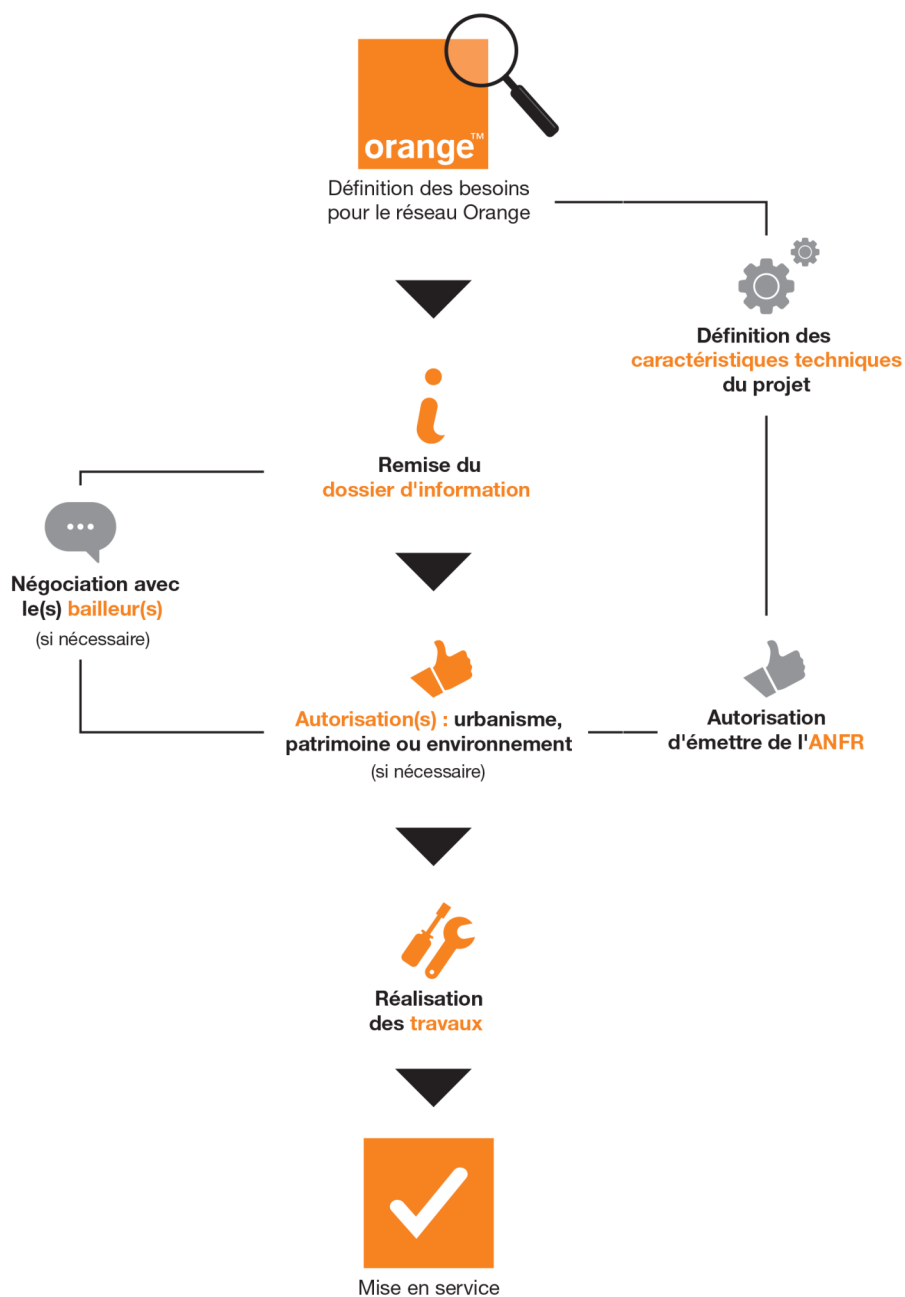 orange™
Définition des besoins
pour le réseau Orange
Définition des
caractéristiques techniques
du projet
Remise du
dossier d'information
Négociation avec
le(s) bailleur(s)
(si nécessaire)
Autorisation(s) : urbanisme,
patrimoine ou environnement
(si nécessaire)
Autorisation
d'émettre de l'ANFR
Réalisation
des travaux
Mise en service